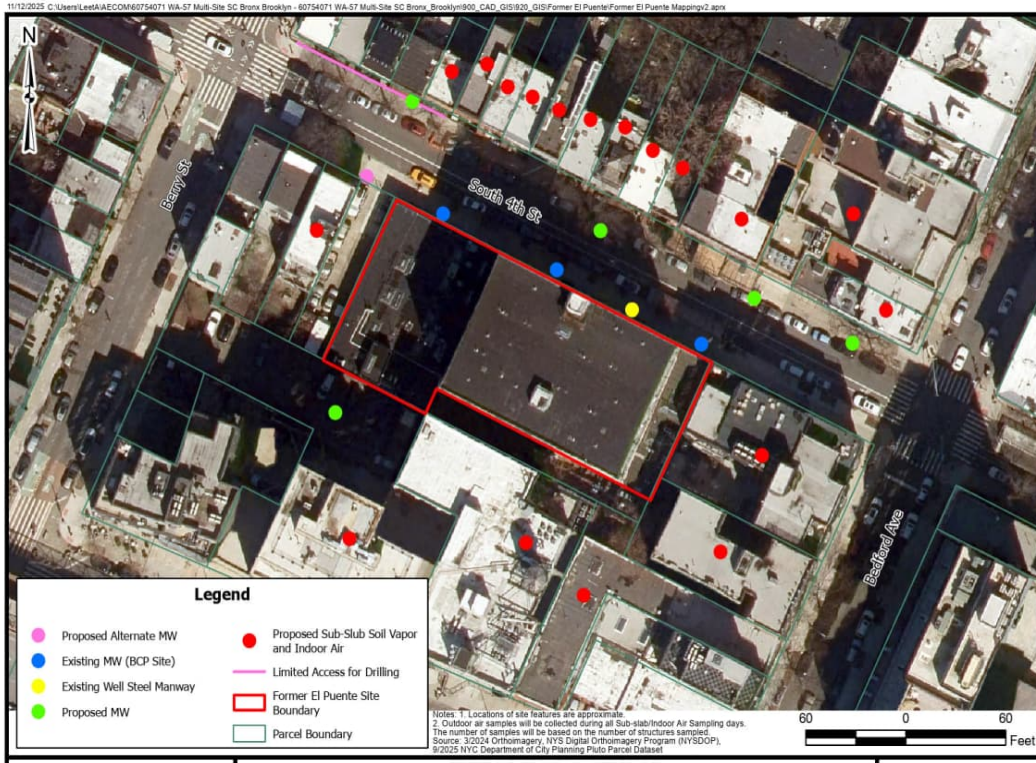 11/12/2025 C:\Users\LeetA\AECOM\60754071 WA-57 Multi-Site SC Bronx Brooklyn - 60754071 WA-57 Multi-Site SC Bronx_Brooklyn\900_CAD_GIS\920_GIS\Former El Puente\Former El Puente Mappingv2.aprx
N
Berry St
South 4th St
Bedford Ave
Legend
Proposed Alternate MW
Existing MW (BCP Site)
Existing Well Steel Manway
Proposed MW
Proposed Sub-Slub Soil Vapor
and Indoor Air
Limited Access for Drilling
Former El Puente Site
Boundary
Parcel Boundary
Notes: 1. Locations of site features are approximate.
2. Outdoor air samples will be collected during all Sub-slab/Indoor Air Sampling days.
The number of samples will be based on the number of structures sampled.
Source: 3/2024 Orthoimagery, NYS Digital Orthoimagery Program (NYSDOP),
9/2025 NYC Department of City Planning Pluto Parcel Dataset
60 0 60
Feet